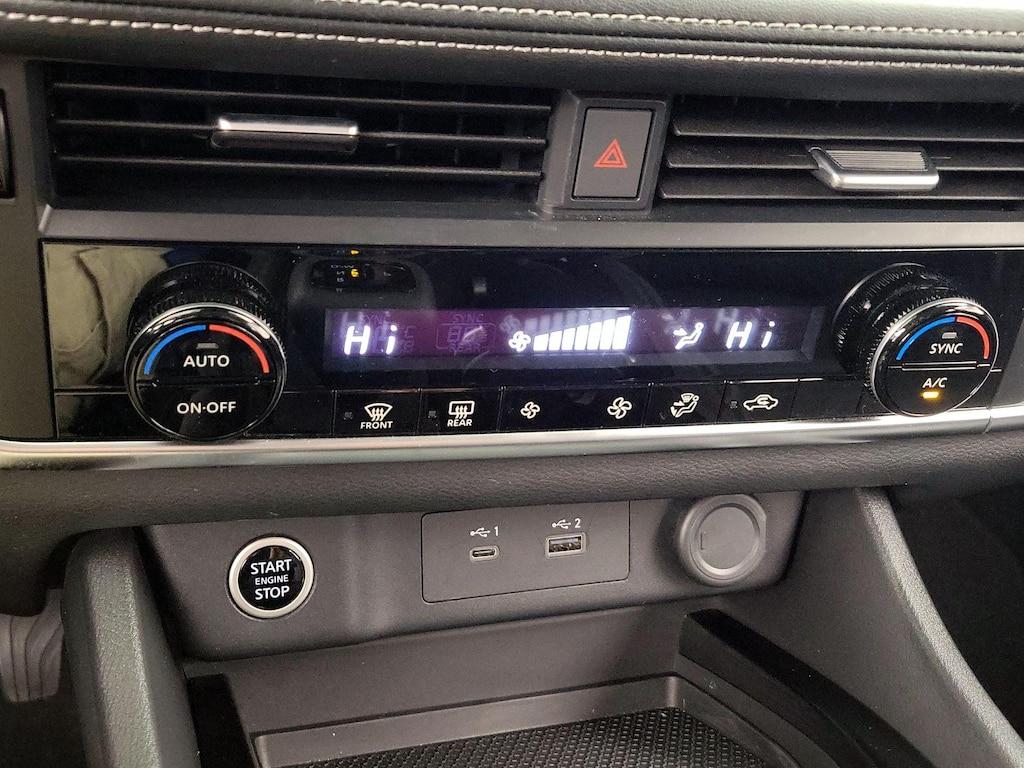 Hi
Hi
AUTO
ON·OFF
SYNC
A/C
FRONT
REAR
1
2
START
ENGINE
STOP